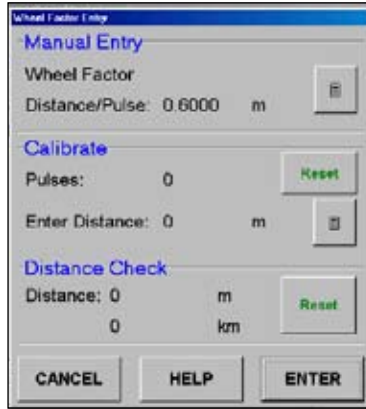 Wheel Factor Entry
Manual Entry
Wheel Factor
Distance/Pulse: 0.6000 m
Calibrate
Pulses: 0 Reset
Enter Distance: 0 m
Distance Check
Distance: 0 m Reset
0 km
CANCEL HELP ENTER